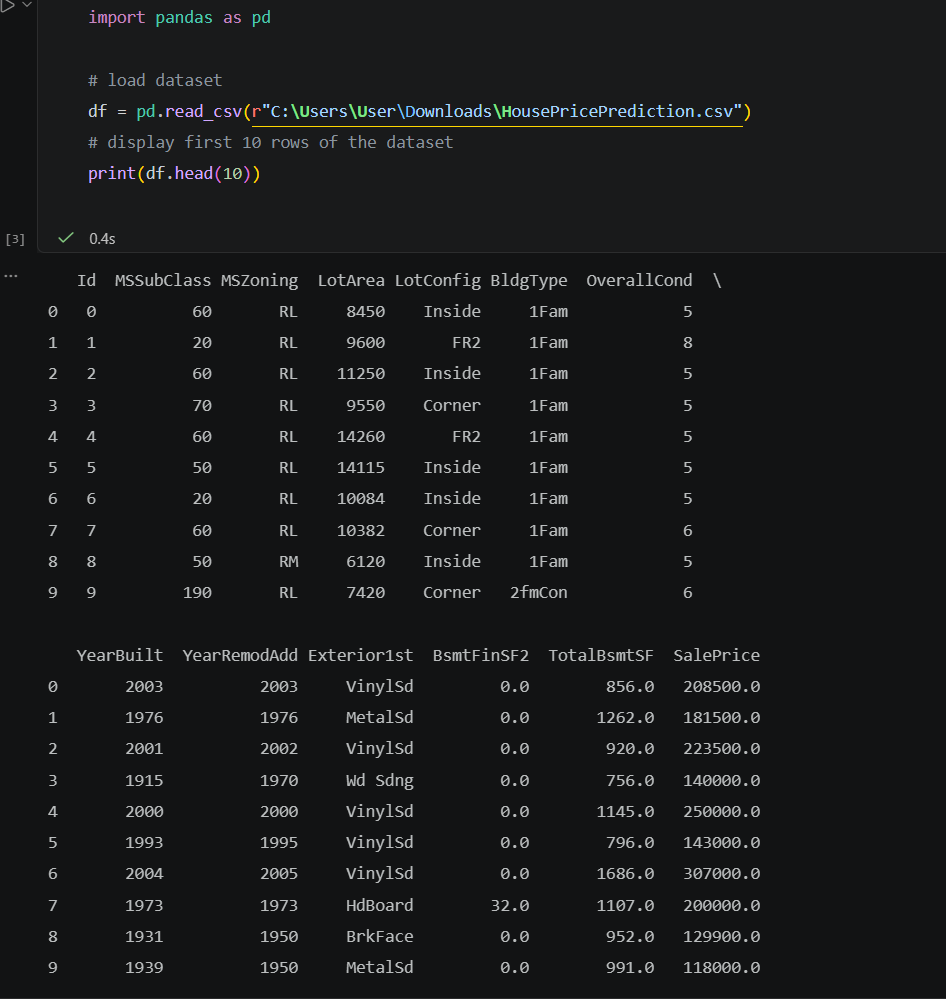 import pandas as pd
# load dataset
df = pd.read_csv(r"C:\Users\User\Downloads\HousePricePrediction.csv")
# display first 10 rows of the dataset
print(df.head(10))
[3] 0.4s
...
Id MSSubClass MSZoning LotArea LotConfig BldgType OverallCond \
0 0 60 RL 8450 Inside 1Fam 5
1 1 20 RL 9600 FR2 1Fam 8
2 2 60 RL 11250 Inside 1Fam 5
3 3 70 RL 9550 Corner 1Fam 5
4 4 60 RL 14260 FR2 1Fam 5
5 5 50 RL 14115 Inside 1Fam 5
6 6 20 RL 10084 Inside 1Fam 5
7 7 60 RL 10382 Corner 1Fam 6
8 8 50 RM 6120 Inside 1Fam 5
9 9 190 RL 7420 Corner 2fmCon 6
YearBuilt YearRemodAdd Exterior1st BsmtFinSF2 TotalBsmtSF SalePrice
0 2003 2003 VinylSd 0.0 856.0 208500.0
1 1976 1976 MetalSd 0.0 1262.0 181500.0
2 2001 2002 VinylSd 0.0 920.0 223500.0
3 1915 1970 Wd Sdng 0.0 756.0 140000.0
4 2000 2000 VinylSd 0.0 1145.0 250000.0
5 1993 1995 VinylSd 0.0 796.0 143000.0
6 2004 2005 VinylSd 0.0 1686.0 307000.0
7 1973 1973 HdBoard 32.0 1107.0 200000.0
8 1931 1950 BrkFace 0.0 952.0 129900.0
9 1939 1950 MetalSd 0.0 991.0 118000.0